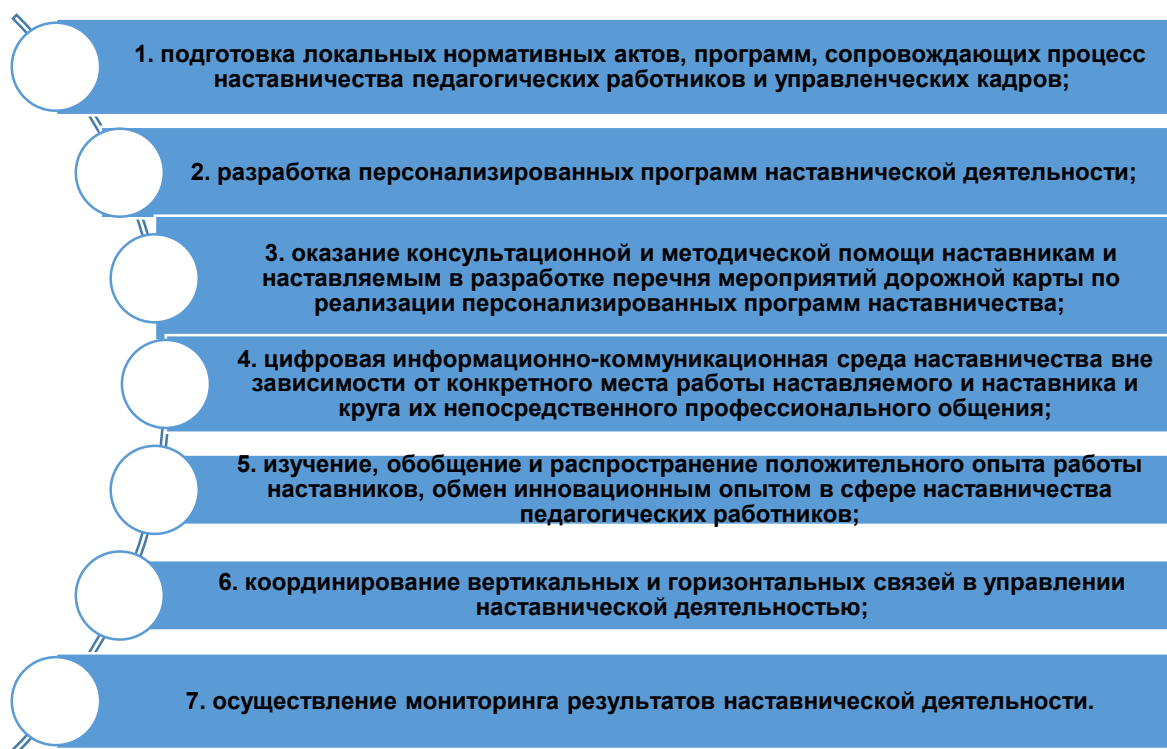 1. подготовка локальных нормативных актов, программ, сопровождающих процесс
наставничества педагогических работников и управленческих кадров;
2. разработка персонализированных программ наставнической деятельности;
3. оказание консультационной и методической помощи наставникам и
наставляемым в разработке перечня мероприятий дорожной карты по
реализации персонализированных программ наставничества;
4. цифровая информационно-коммуникационная среда наставничества вне
зависимости от конкретного места работы наставляемого и наставника и
круга их непосредственного профессионального общения;
5. изучение, обобщение и распространение положительного опыта работы
наставников, обмен инновационным опытом в сфере наставничества
педагогических работников;
6. координирование вертикальных и горизонтальных связей в управлении
наставнической деятельностью;
7. осуществление мониторинга результатов наставнической деятельности.